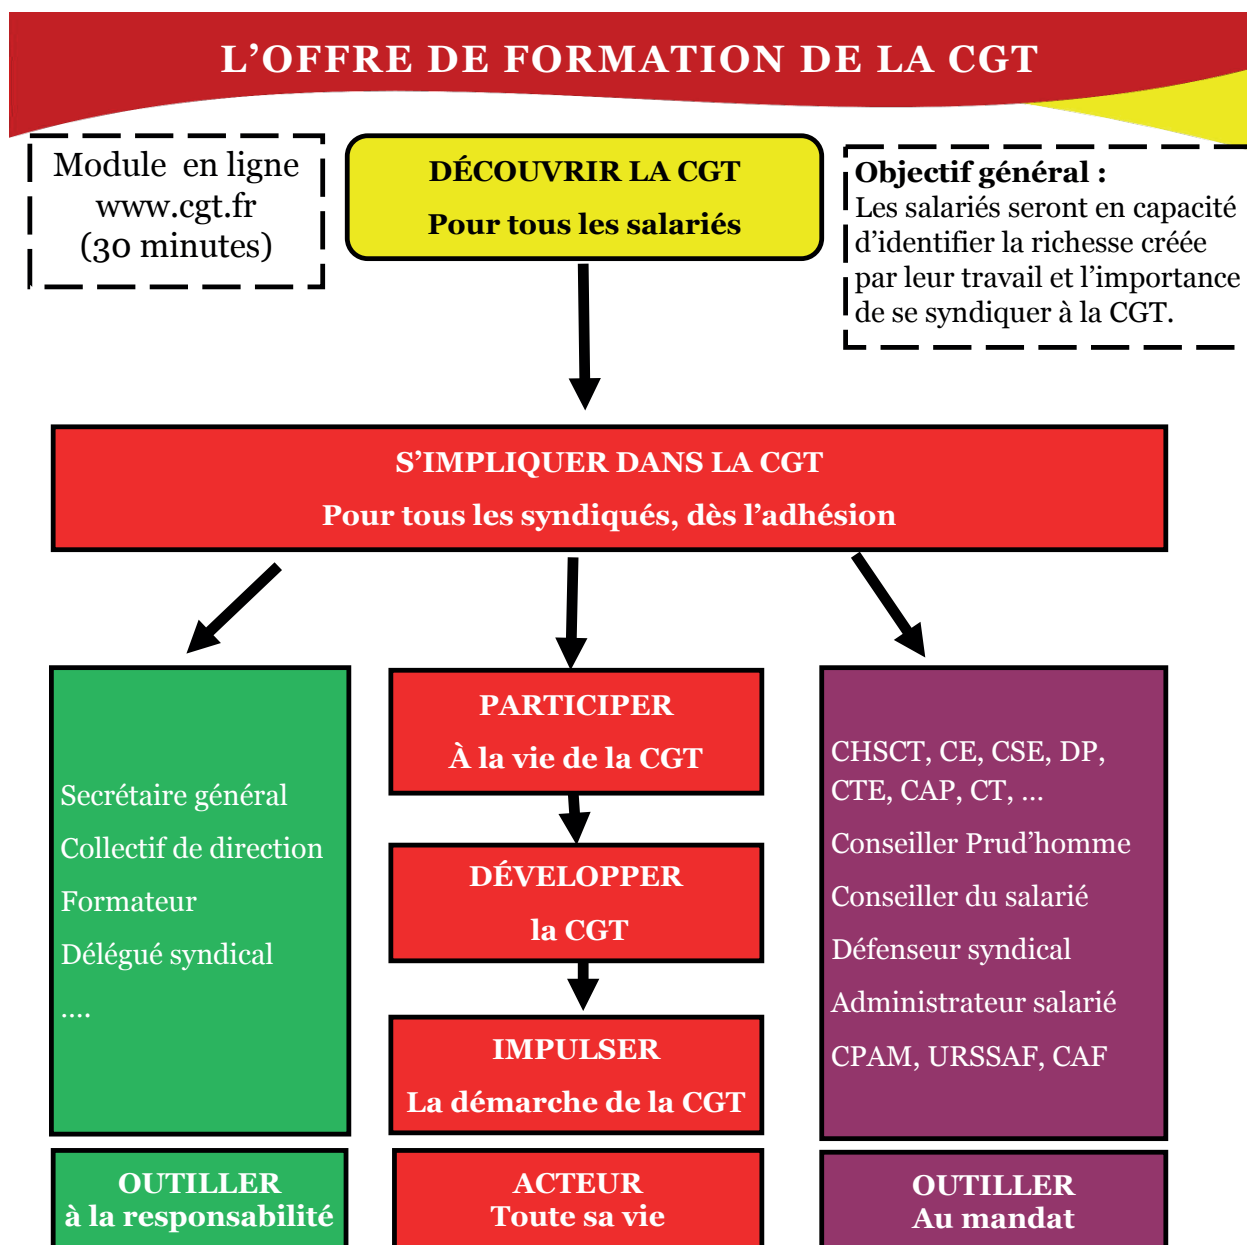 L’OFFRE DE FORMATION DE LA CGT
Module en ligne
www.cgt.fr
(30 minutes)
DÉCOUVRIR LA CGT
Pour tous les salariés
Objectif général :
Les salariés seront en capacité
d’identifier la richesse créée
par leur travail et l’importance
de se syndiquer à la CGT.
S’IMPLIQUER DANS LA CGT
Pour tous les syndiqués, dès l’adhésion
Secrétaire général
Collectif de direction
Formateur
Délégué syndical
....
OUTILLER
à la responsabilité
PARTICIPER
À la vie de la CGT
DÉVELOPPER
la CGT
IMPULSER
La démarche de la CGT
ACTEUR
Toute sa vie
CHSCT, CE, CSE, DP,
CTE, CAP, CT, ...
Conseiller Prud’homme
Conseiller du salarié
Défenseur syndical
Administrateur salarié
CPAM, URSSAF, CAF
OUTILLER
Au mandat